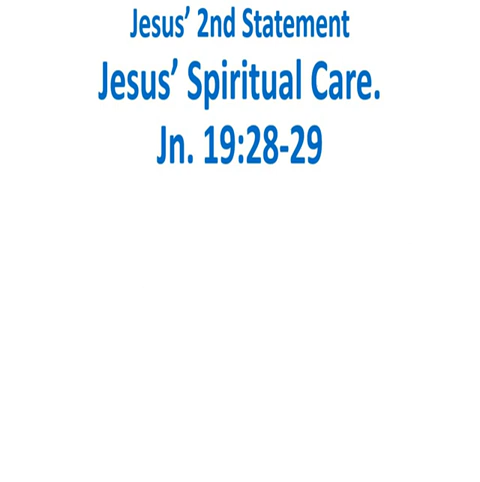 Jesus’ 2nd Statement
Jesus’ Spiritual Care.
Jn. 19:28-29